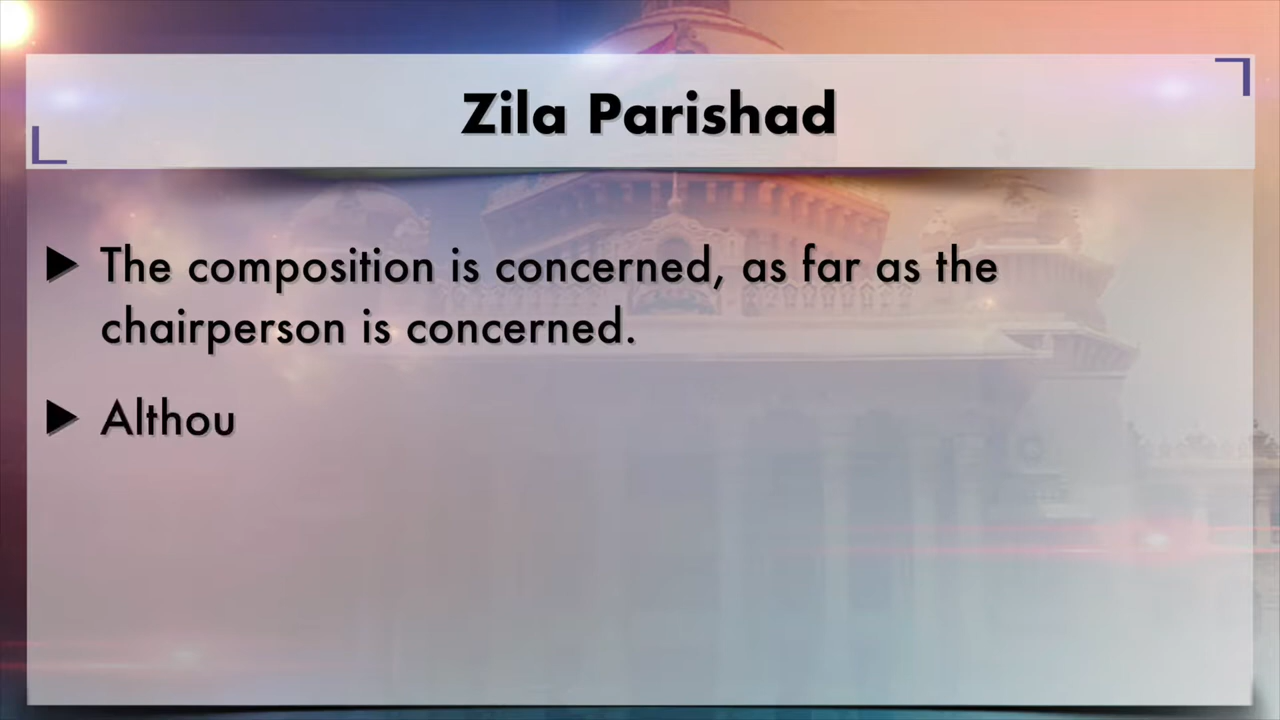 Zila Parishad
▶ The composition is concerned, as far as the
chairperson is concerned.
▶ Althou